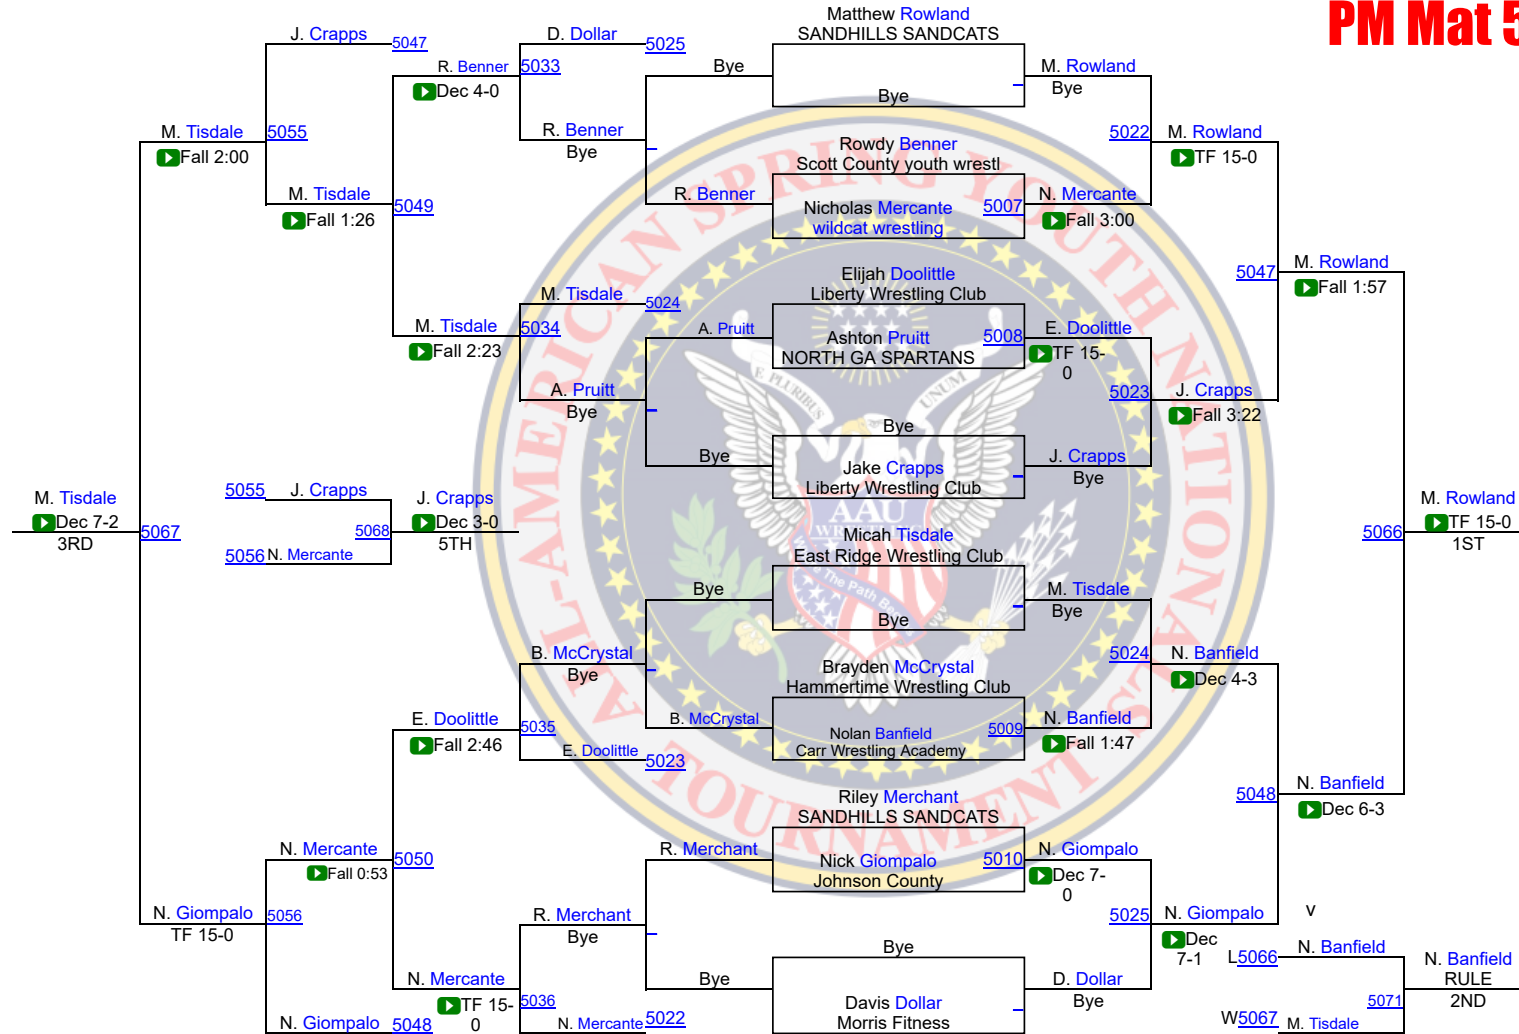 PM Mat 5
Matthew Rowland
SANDHILLS SANDCATS
Bye
Rowdy Benner
Scott County youth wrestl
Nicholas Mercante
5007
wildcat wrestling
Elijah Doolittle
Liberty Wrestling Club
Ashton Pruitt
5008
NORTH GA SPARTANS
Bye
Jake Crapps
Liberty Wrestling Club
Micah Tisdale
East Ridge Wrestling Club
Bye
Brayden McCrystal
Hammertime Wrestling Club
Nolan Banfield
5009
Carr Wrestling Academy
Riley Merchant
SANDHILLS SANDCATS
Nick Giompalo
5010
Johnson County
Bye
Davis Dollar
Morris Fitness
M. Rowland
Bye
5022
N. Mercante
Fall 3:00
E. Doolittle
TF 15-
0
5023
J. Crapps
Bye
M. Tisdale
Bye
5024
N. Banfield
Fall 1:47
N. Giompalo
Dec 7-
0
5025
D. Dollar
Bye
M. Rowland
TF 15-0
5047
J. Crapps
Fall 3:22
N. Banfield
Dec 4-3
5048
N. Giompalo
Dec
7-1
M. Rowland
Fall 1:57
5066
N. Banfield
Dec 6-3
M. Rowland
TF 15-0
1ST
v
L5066
N. Banfield
5071
W5067
M. Tisdale
N. Banfield
RULE
2ND
Bye
R. Benner
A. Pruitt
Bye
Bye
B. McCrystal
R. Merchant
Bye
D. Dollar
5025
5033
R. Benner
Bye
M. Tisdale
5024
5034
A. Pruitt
Bye
B. McCrystal
Bye
5035
E. Doolittle
5023
R. Merchant
Bye
5036
N. Mercante
5022
R. Benner
Dec 4-0
5049
M. Tisdale
Fall 2:23
E. Doolittle
Fall 2:46
5050
N. Mercante
TF 15-
0
J. Crapps
5047
5055
M. Tisdale
Fall 1:26
N. Mercante
Fall 0:53
5056
N. Giompalo
5048
M. Tisdale
Fall 2:00
5067
N. Giompalo
TF 15-0
M. Tisdale
Dec 7-2
3RD
5055
J. Crapps
5068
5056
N. Mercante
J. Crapps
Dec 3-0
5TH
ALL-AMERICAN SPRING YOUTH NATIONALS
TOURNAMENT
E PLURIBUS
UNUM
AAU